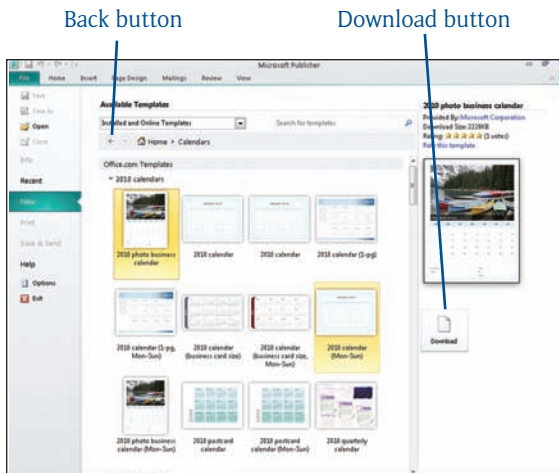 Back button
Download button
Microsoft Publisher
File Home Insert Page Design Mailings Review View
Save
Save As
Open
Close
Info
Recent
New
Print
Save & Send
Help
Options
Exit
Available Templates
Installed and Online Templates
Search for templates
Home Calendars
Office.com Templates
2010 calendars
2010 photo business calendar
2010 calendar
2010 calendar
2010 calendar (1-pg)
2010 calendar (1-pg, Mon-Sun)
2010 calendar (business card size)
2010 calendar (business card size, Mon-Sun)
2010 calendar (Mon-Sun)
2010 photo business calendar (Mon-Sun)
2010 postcard calendar
2010 postcard calendar (Mon-Sun)
2010 quarterly calendar
2010 photo business calendar
Provided By: Microsoft Corporation
Download Size: 2228KB
Rating: (1 votes)
Rate this template
Download